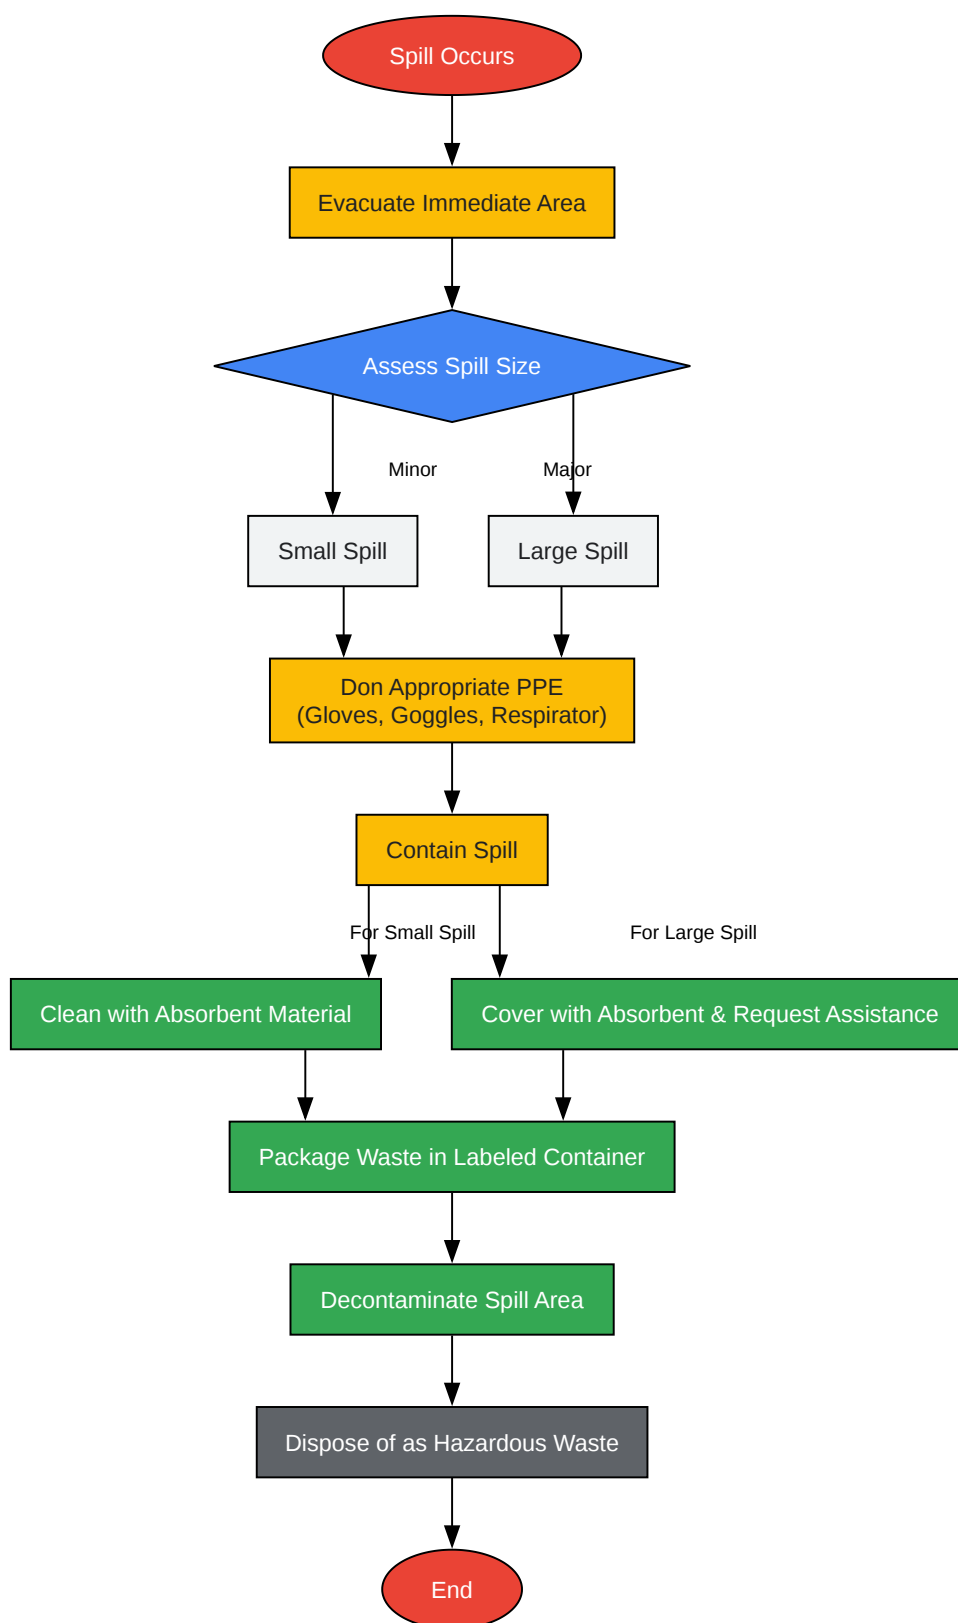 Spill Occurs
Evacuate Immediate Area
Assess Spill Size
Minor
Major
Small Spill
Large Spill
Don Appropriate PPE
(Gloves, Goggles, Respirator)
Contain Spill
For Small Spill
For Large Spill
Clean with Absorbent Material
Cover with Absorbent & Request Assistance
Package Waste in Labeled Container
Decontaminate Spill Area
Dispose of as Hazardous Waste
End